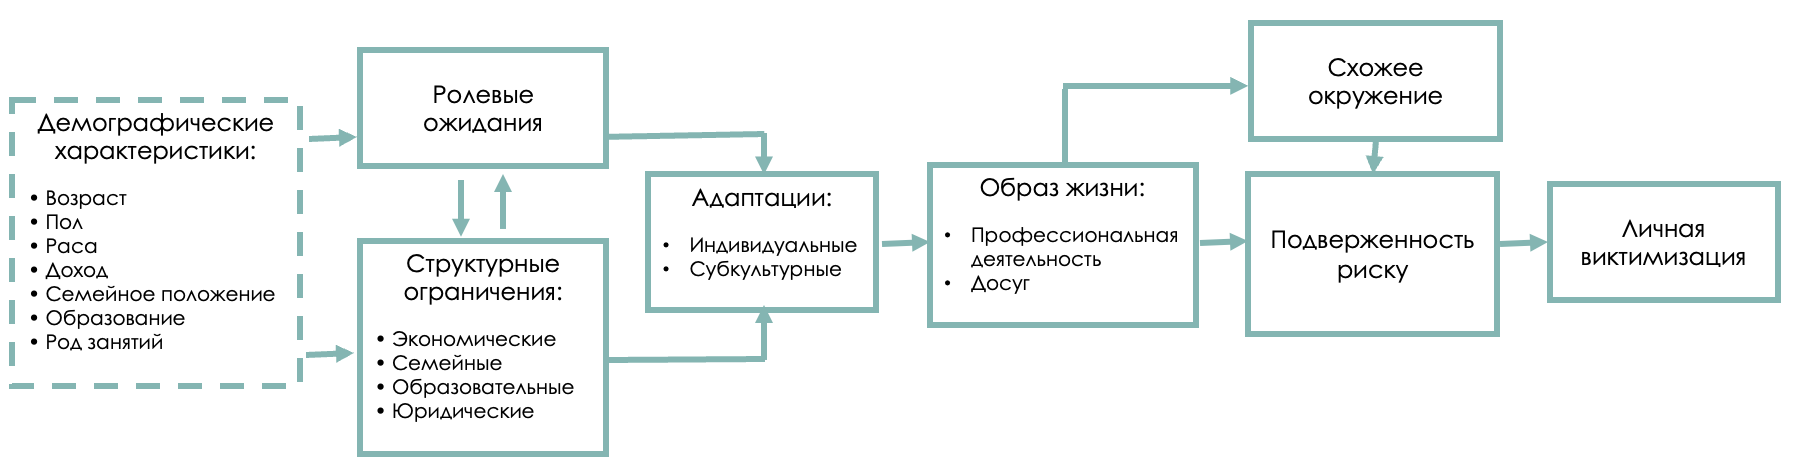 Демографические
характеристики:
• Возраст
• Пол
• Раса
• Доход
• Семейное положение
• Образование
• Род занятий
Ролевые
ожидания
Структурные
ограничения:
• Экономические
• Семейные
• Образовательные
• Юридические
Адаптации:
• Индивидуальные
• Субкультурные
Образ жизни:
• Профессиональная
деятельность
• Досуг
Схожее
окружение
Подверженность
риску
Личная
виктимизация